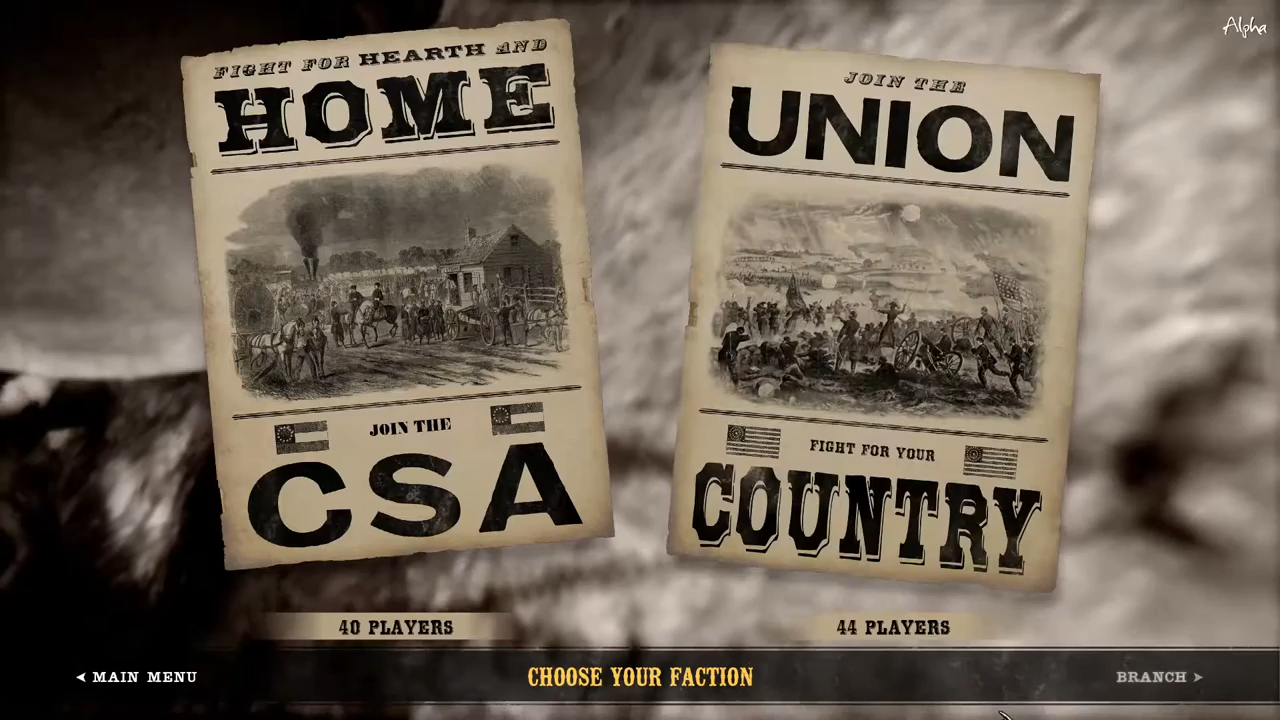 Alpha
FIGHT FOR HEARTH AND
HOME
JOIN THE
CSA
JOIN THE
UNION
FIGHT FOR YOUR
COUNTRY
40 PLAYERS
44 PLAYERS
MAIN MENU
CHOOSE YOUR FACTION
BRANCH